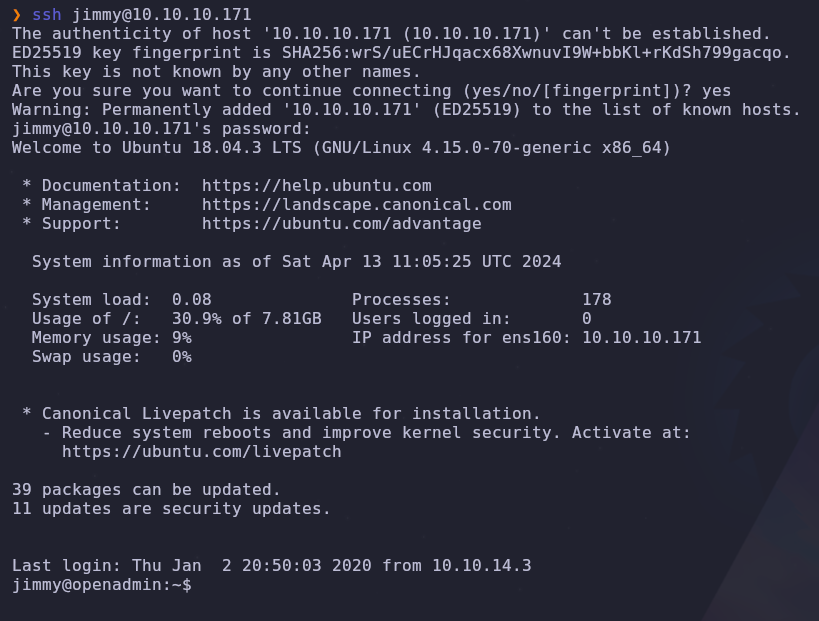 ❯ ssh jimmy@10.10.10.171
The authenticity of host '10.10.10.171 (10.10.10.171)' can't be established.
ED25519 key fingerprint is SHA256:wrS/uECrHJqacx68XwnuvI9W+bbKl+rKdSh799gacqo.
This key is not known by any other names.
Are you sure you want to continue connecting (yes/no/[fingerprint])? yes
Warning: Permanently added '10.10.10.171' (ED25519) to the list of known hosts.
jimmy@10.10.10.171's password:
Welcome to Ubuntu 18.04.3 LTS (GNU/Linux 4.15.0-70-generic x86_64)

 * Documentation:  https://help.ubuntu.com
 * Management:     https://landscape.canonical.com
 * Support:        https://ubuntu.com/advantage

  System information as of Sat Apr 13 11:05:25 UTC 2024

  System load:  0.08              Processes:             178
  Usage of /:   30.9% of 7.81GB   Users logged in:       0
  Memory usage: 9%                IP address for ens160: 10.10.10.171
  Swap usage:   0%

 * Canonical Livepatch is available for installation.
   - Reduce system reboots and improve kernel security. Activate at:
     https://ubuntu.com/livepatch

39 packages can be updated.
11 updates are security updates.

Last login: Thu Jan  2 20:50:03 2020 from 10.10.14.3
jimmy@openadmin:~$